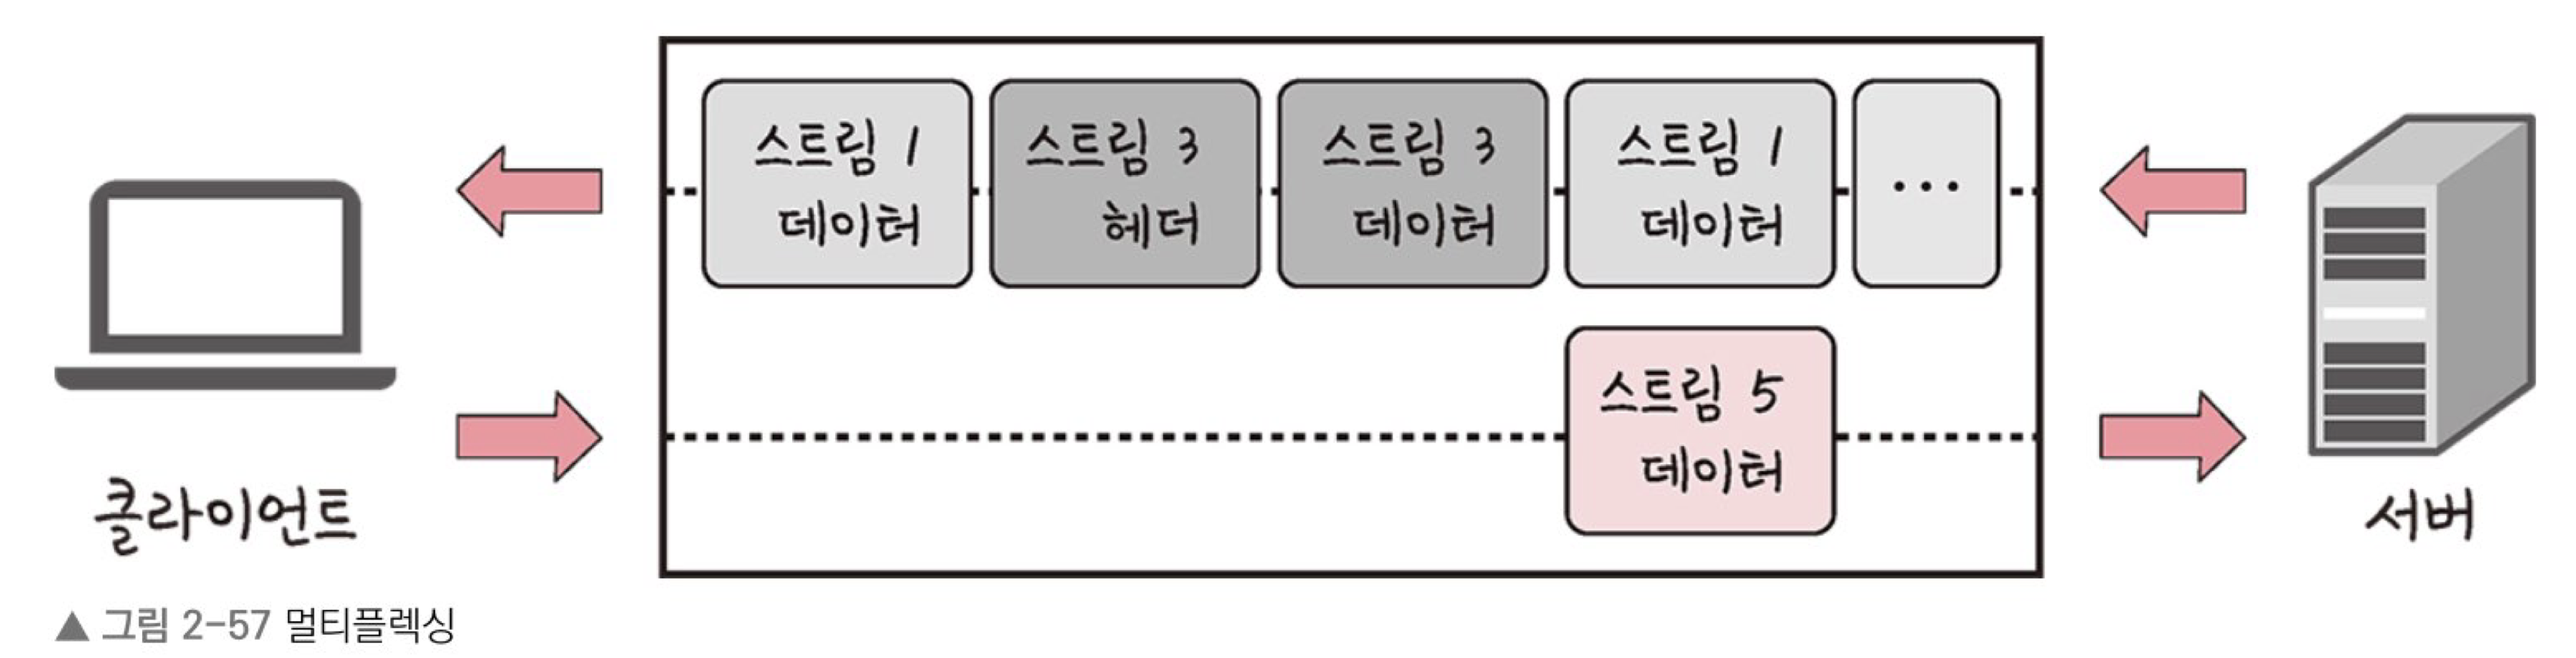 스트림 1
데이터
스트림 3
헤더
스트림 3
데이터
스트림 1
데이터
...
스트림 5
데이터
클라이언트
서버
▲ 그림 2-57 멀티플렉싱